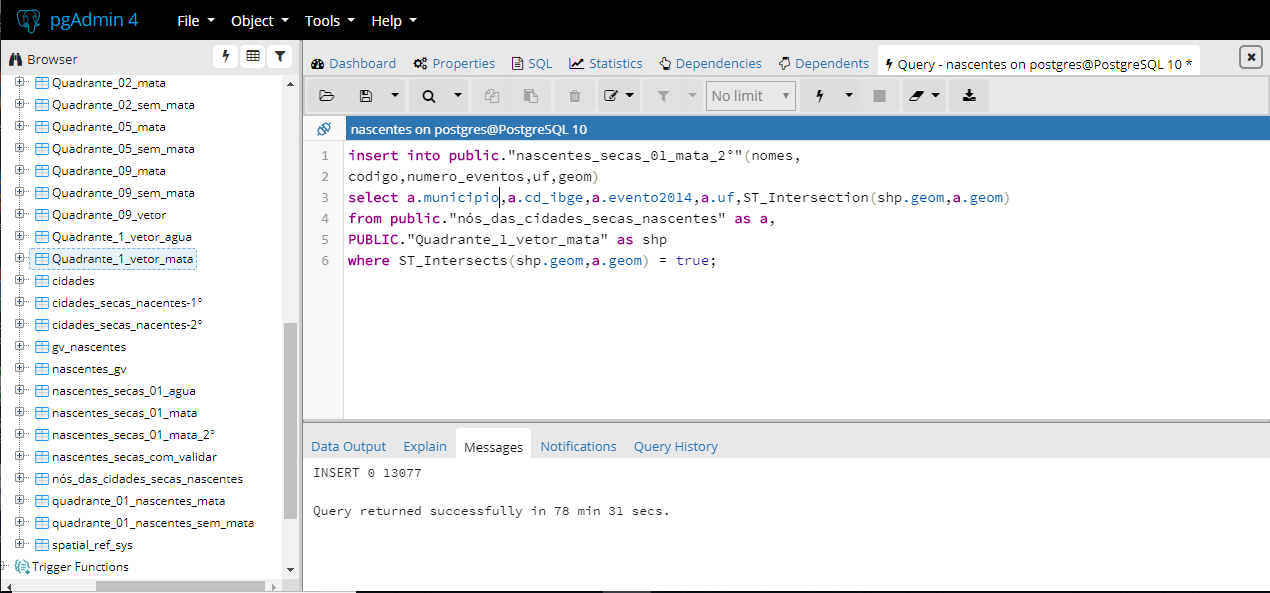 pgAdmin 4 File Object Tools Help
Browser
Dashboard Properties SQL Statistics Dependencies Dependents Query - nascentes on postgres@PostgreSQL 10 *
No limit
nascentes on postgres@PostgreSQL 10
Quadrante_02_mata
Quadrante_02_sem_mata
Quadrante_05_mata
Quadrante_05_sem_mata
Quadrante_09_mata
Quadrante_09_sem_mata
Quadrante_09_vetor
Quadrante_1_vetor_agua
Quadrante_1_vetor_mata
cidades
cidades_secas_nacentes-1°
cidades_secas_nacentes-2°
gv_nascentes
nascentes_gv
nascentes_secas_01_agua
nascentes_secas_01_mata
nascentes_secas_01_mata_2°
nascentes_secas_com_validar
nós_das_cidades_secas_nascentes
quadrante_01_nascentes_mata
quadrante_01_nascentes_sem_mata
spatial_ref_sys
Trigger Functions
1 insert into public."nascentes_secas_01_mata_2°"(nomes,
2 codigo,numero_eventos,uf,geom)
3 select a.municipio,a.cd_ibge,a.evento2014,a.uf,ST_Intersection(shp.geom,a.geom)
4 from public."nós_das_cidades_secas_nascentes" as a,
5 PUBLIC."Quadrante_1_vetor_mata" as shp
6 where ST_Intersects(shp.geom,a.geom) = true;
Data Output Explain Messages Notifications Query History
INSERT 0 13077
Query returned successfully in 78 min 31 secs.